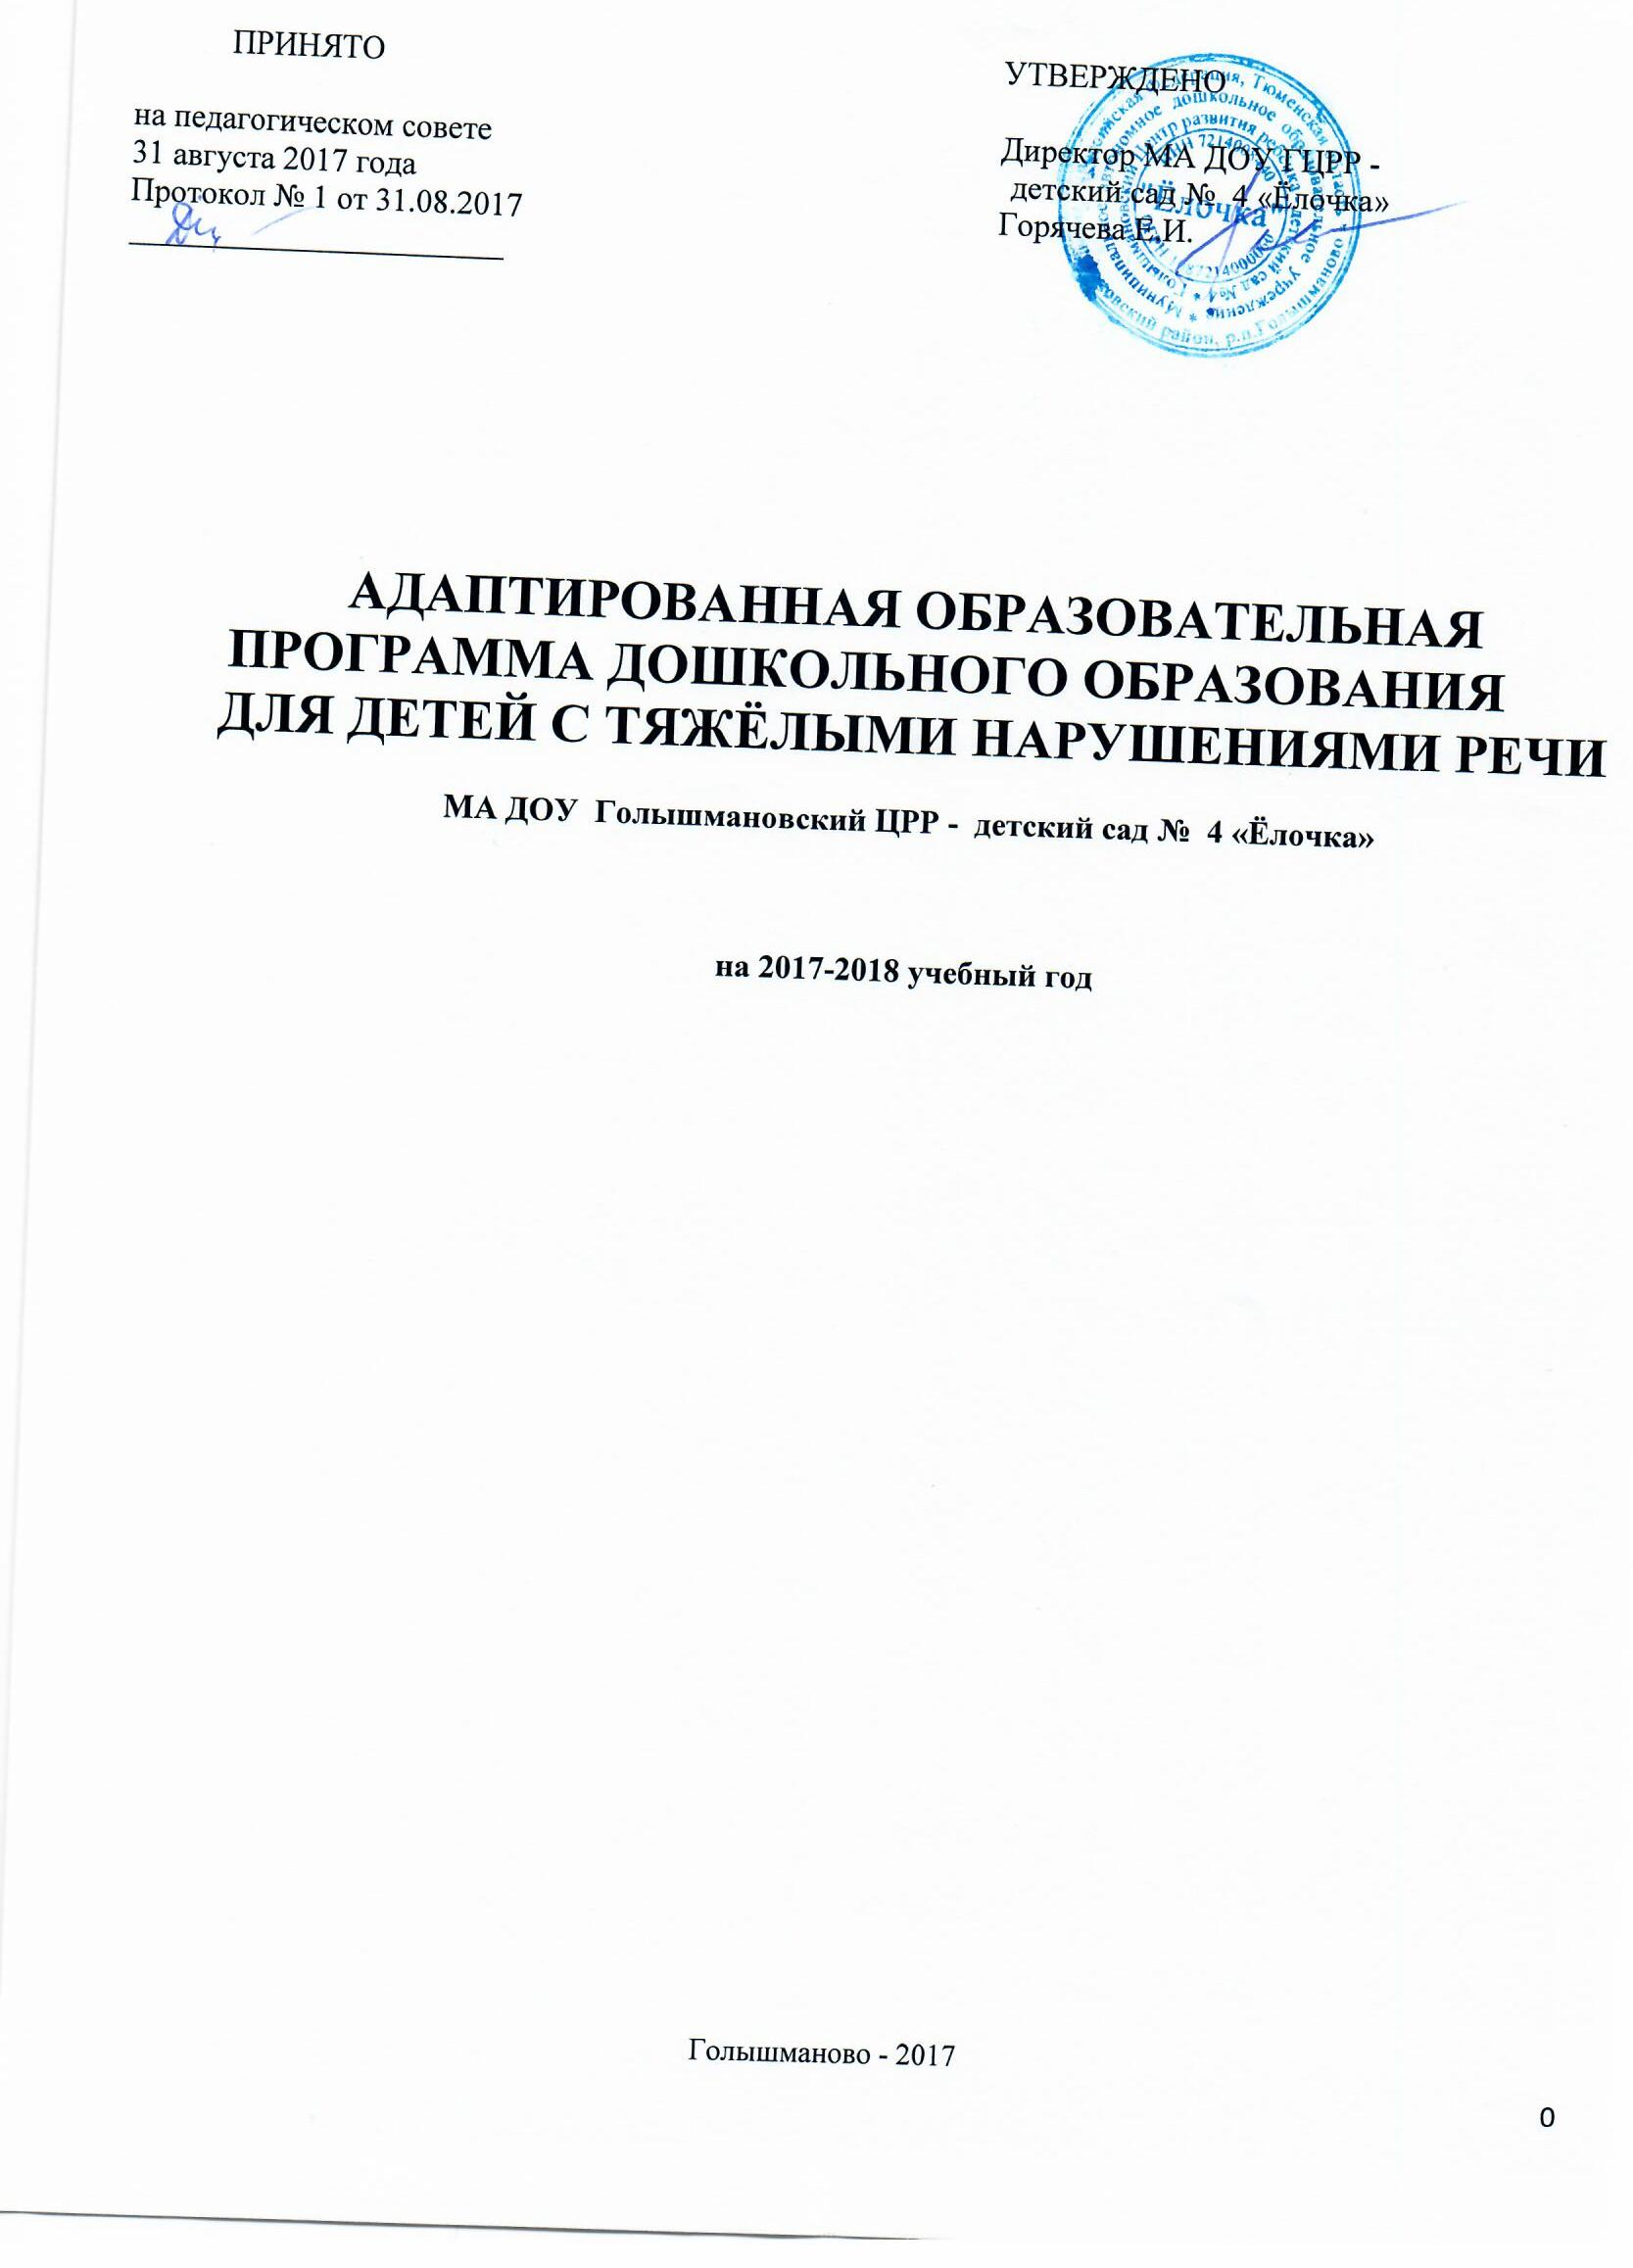 ПРИНЯТО
на педагогическом совете
31 августа 2017 года
Протокол № 1 от 31.08.2017
УТВЕРЖДЕНО
Директор МА ДОУ ГЦРР -
детский сад № 4 «Ёлочка»
Горячева Е.И.
"Ёлочка"
АДАПТИРОВАННАЯ ОБРАЗОВАТЕЛЬНАЯ
ПРОГРАММА ДОШКОЛЬНОГО ОБРАЗОВАНИЯ
ДЛЯ ДЕТЕЙ С ТЯЖЁЛЫМИ НАРУШЕНИЯМИ РЕЧИ
МА ДОУ Голышмановский ЦРР - детский сад № 4 «Ёлочка»
на 2017-2018 учебный год
Голышманово - 2017
0